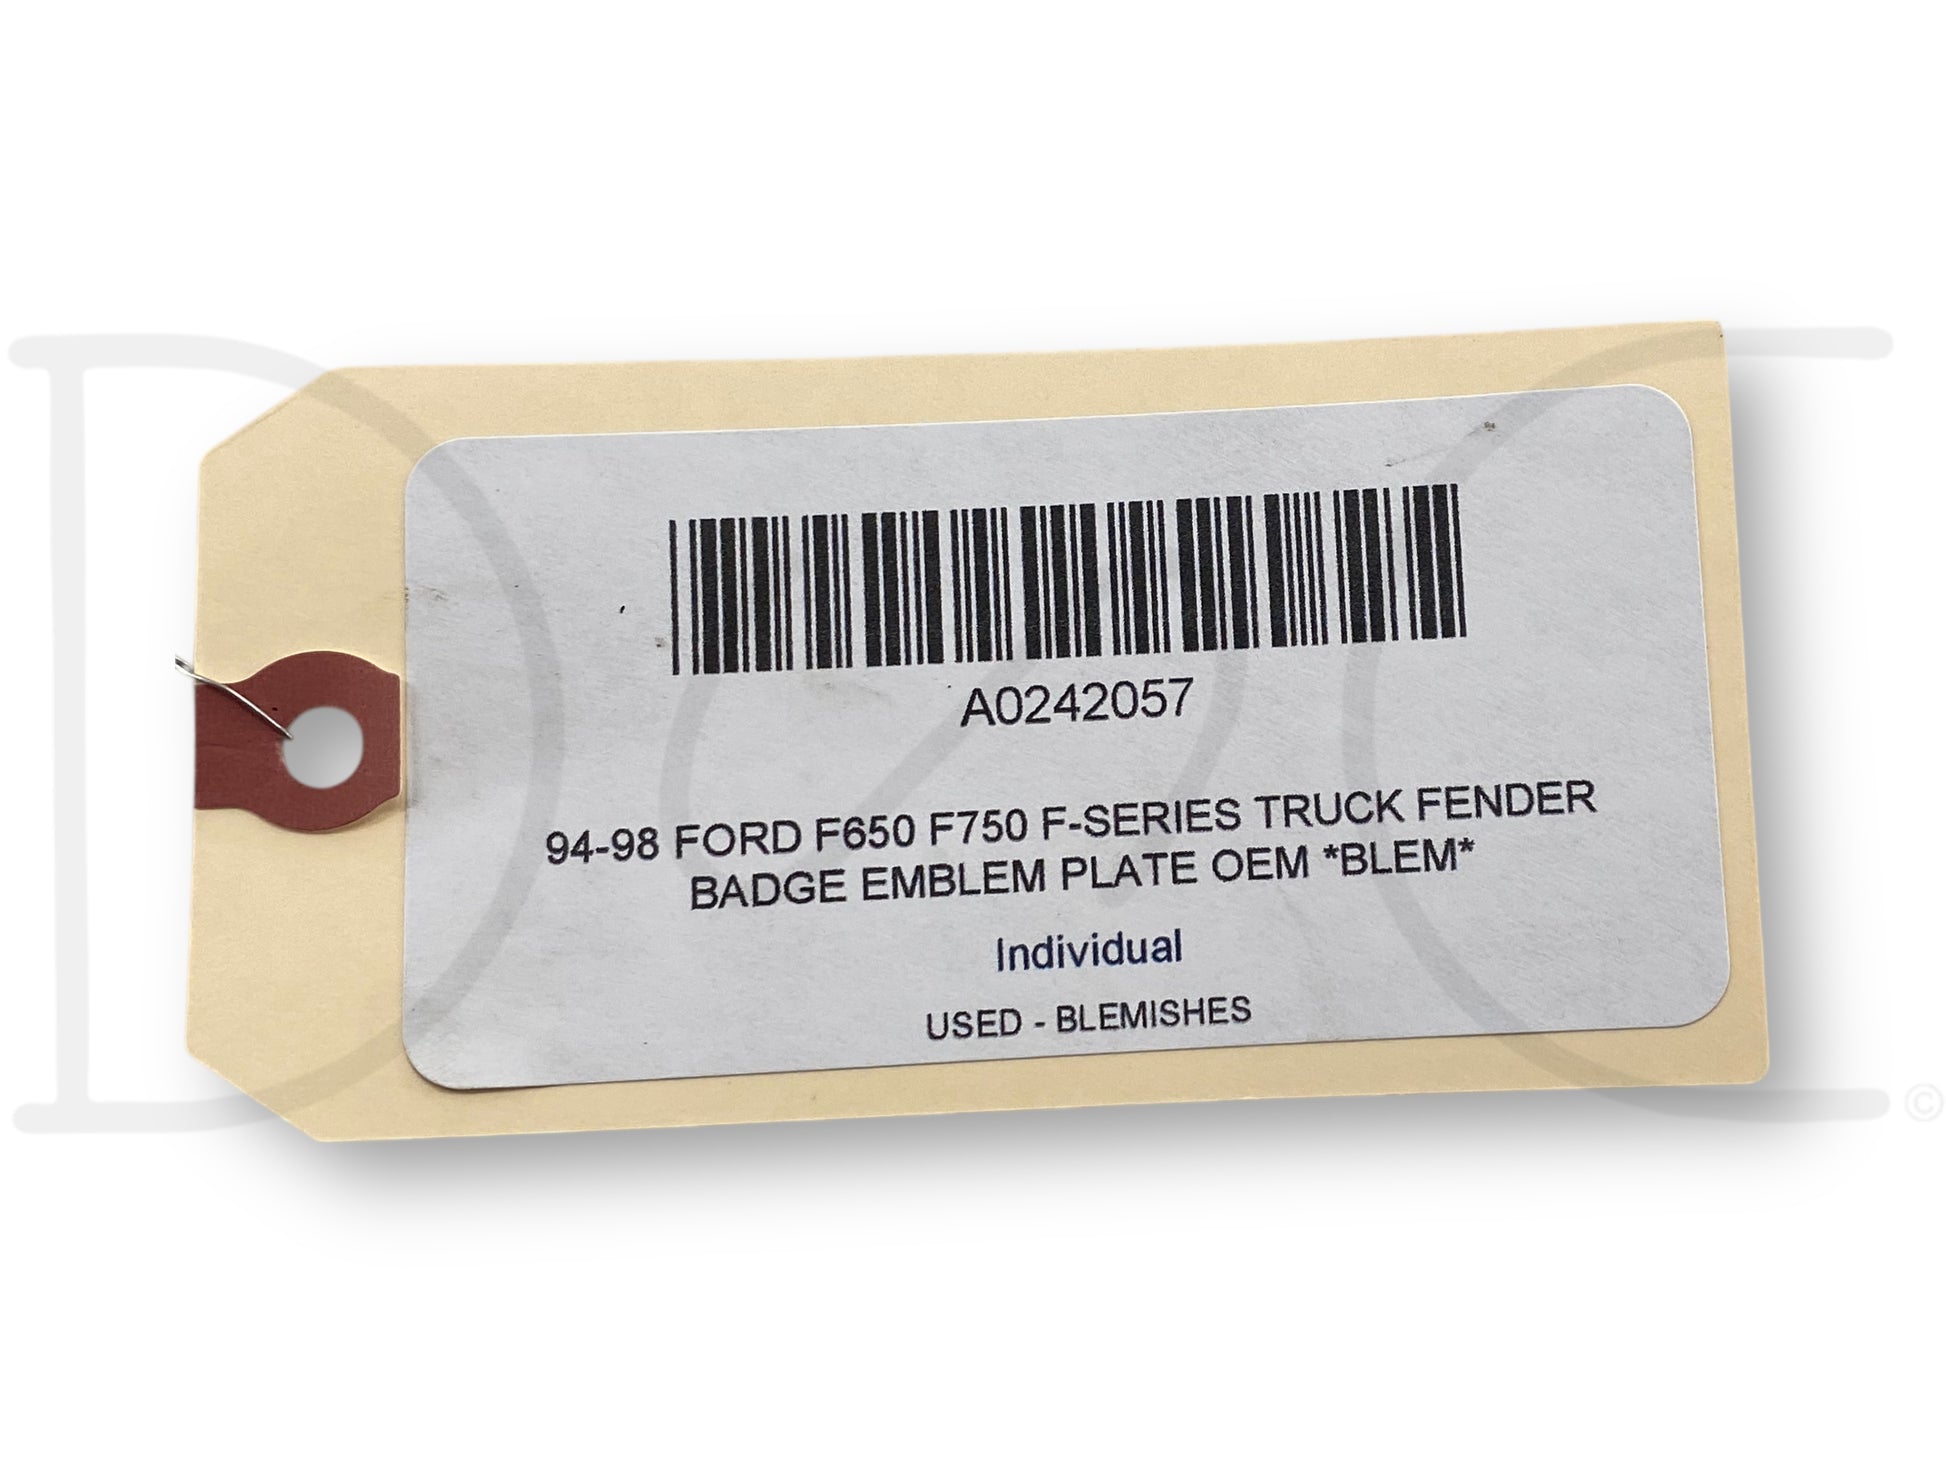 A0242057
94-98 FORD F650 F750 F-SERIES TRUCK FENDER
BADGE EMBLEM PLATE OEM *BLEM*
Individual
USED - BLEMISHES
©